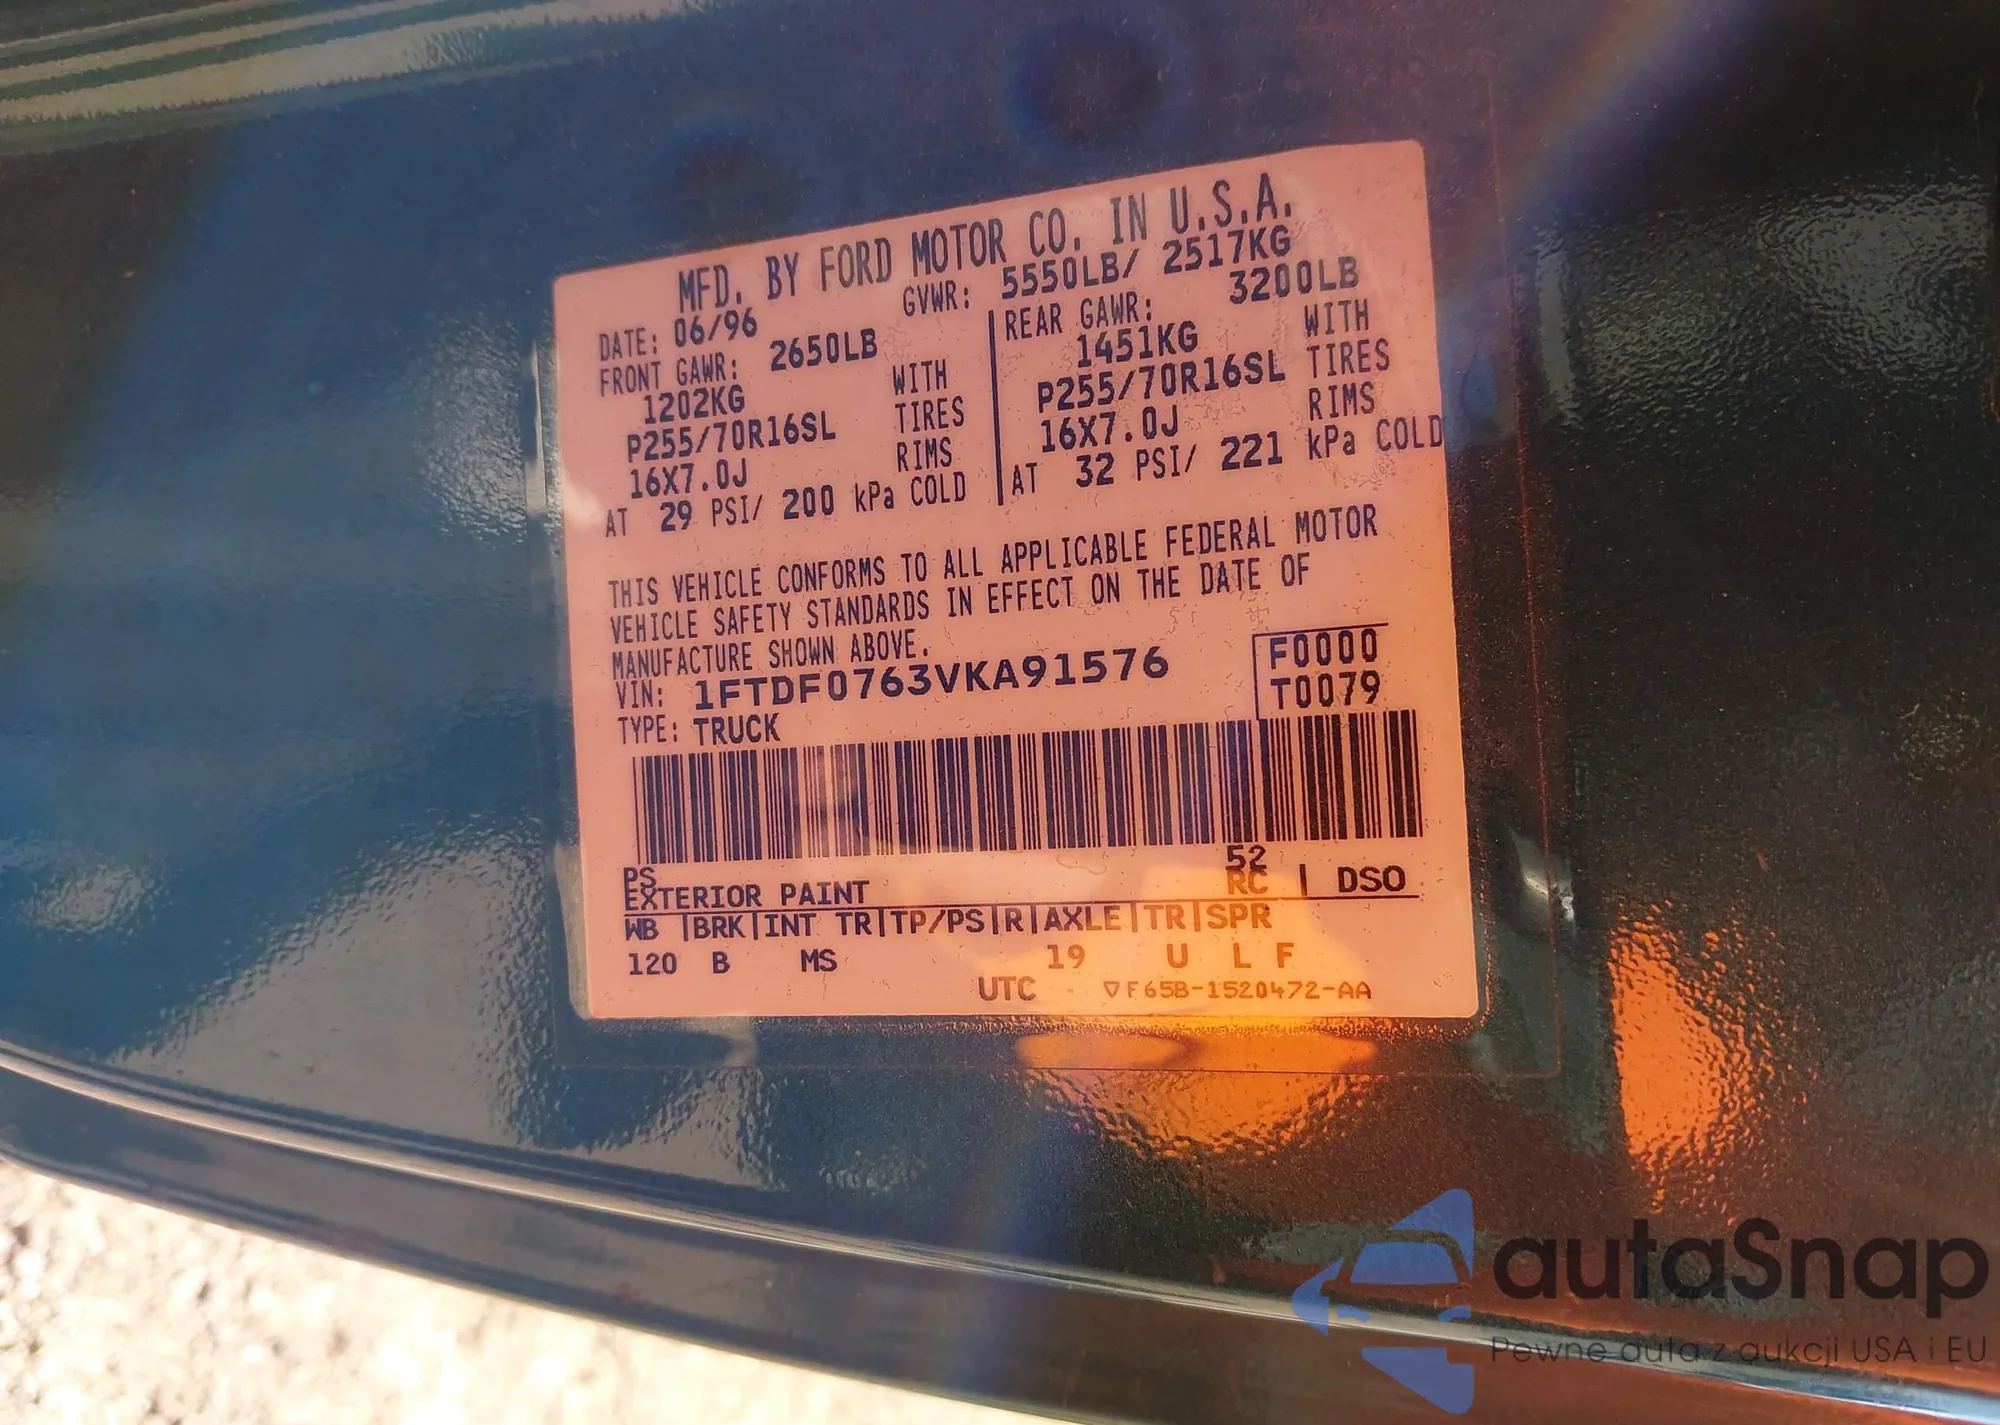 MFD. BY FORD MOTOR CO. IN U.S.A.
DATE: 06/96 GVWR: 5550LB/ 2517KG
FRONT GAWR: 2650LB
1202KG WITH
P255/70R16SL TIRES
16X7.0J RIMS
AT 29 PSI/ 200 kPa COLD
REAR GAWR: 3200LB
1451KG WITH
P255/70R16SL TIRES
16X7.0J RIMS
AT 32 PSI/ 221 kPa COLD
THIS VEHICLE CONFORMS TO ALL APPLICABLE FEDERAL MOTOR
VEHICLE SAFETY STANDARDS IN EFFECT ON THE DATE OF
MANUFACTURE SHOWN ABOVE.
VIN: 1FTDF0763VKA91576
F0000
T0079
TYPE: TRUCK
PS 52
EXTERIOR PAINT RC | DSO
WB |BRK|INT TR|TP/PS|R|AXLE|TR|SPR
120 B MS 19 U L F
UTC ▽F65B-1520472-AA
autaSnap
Pewne auta z aukcji USA i EU